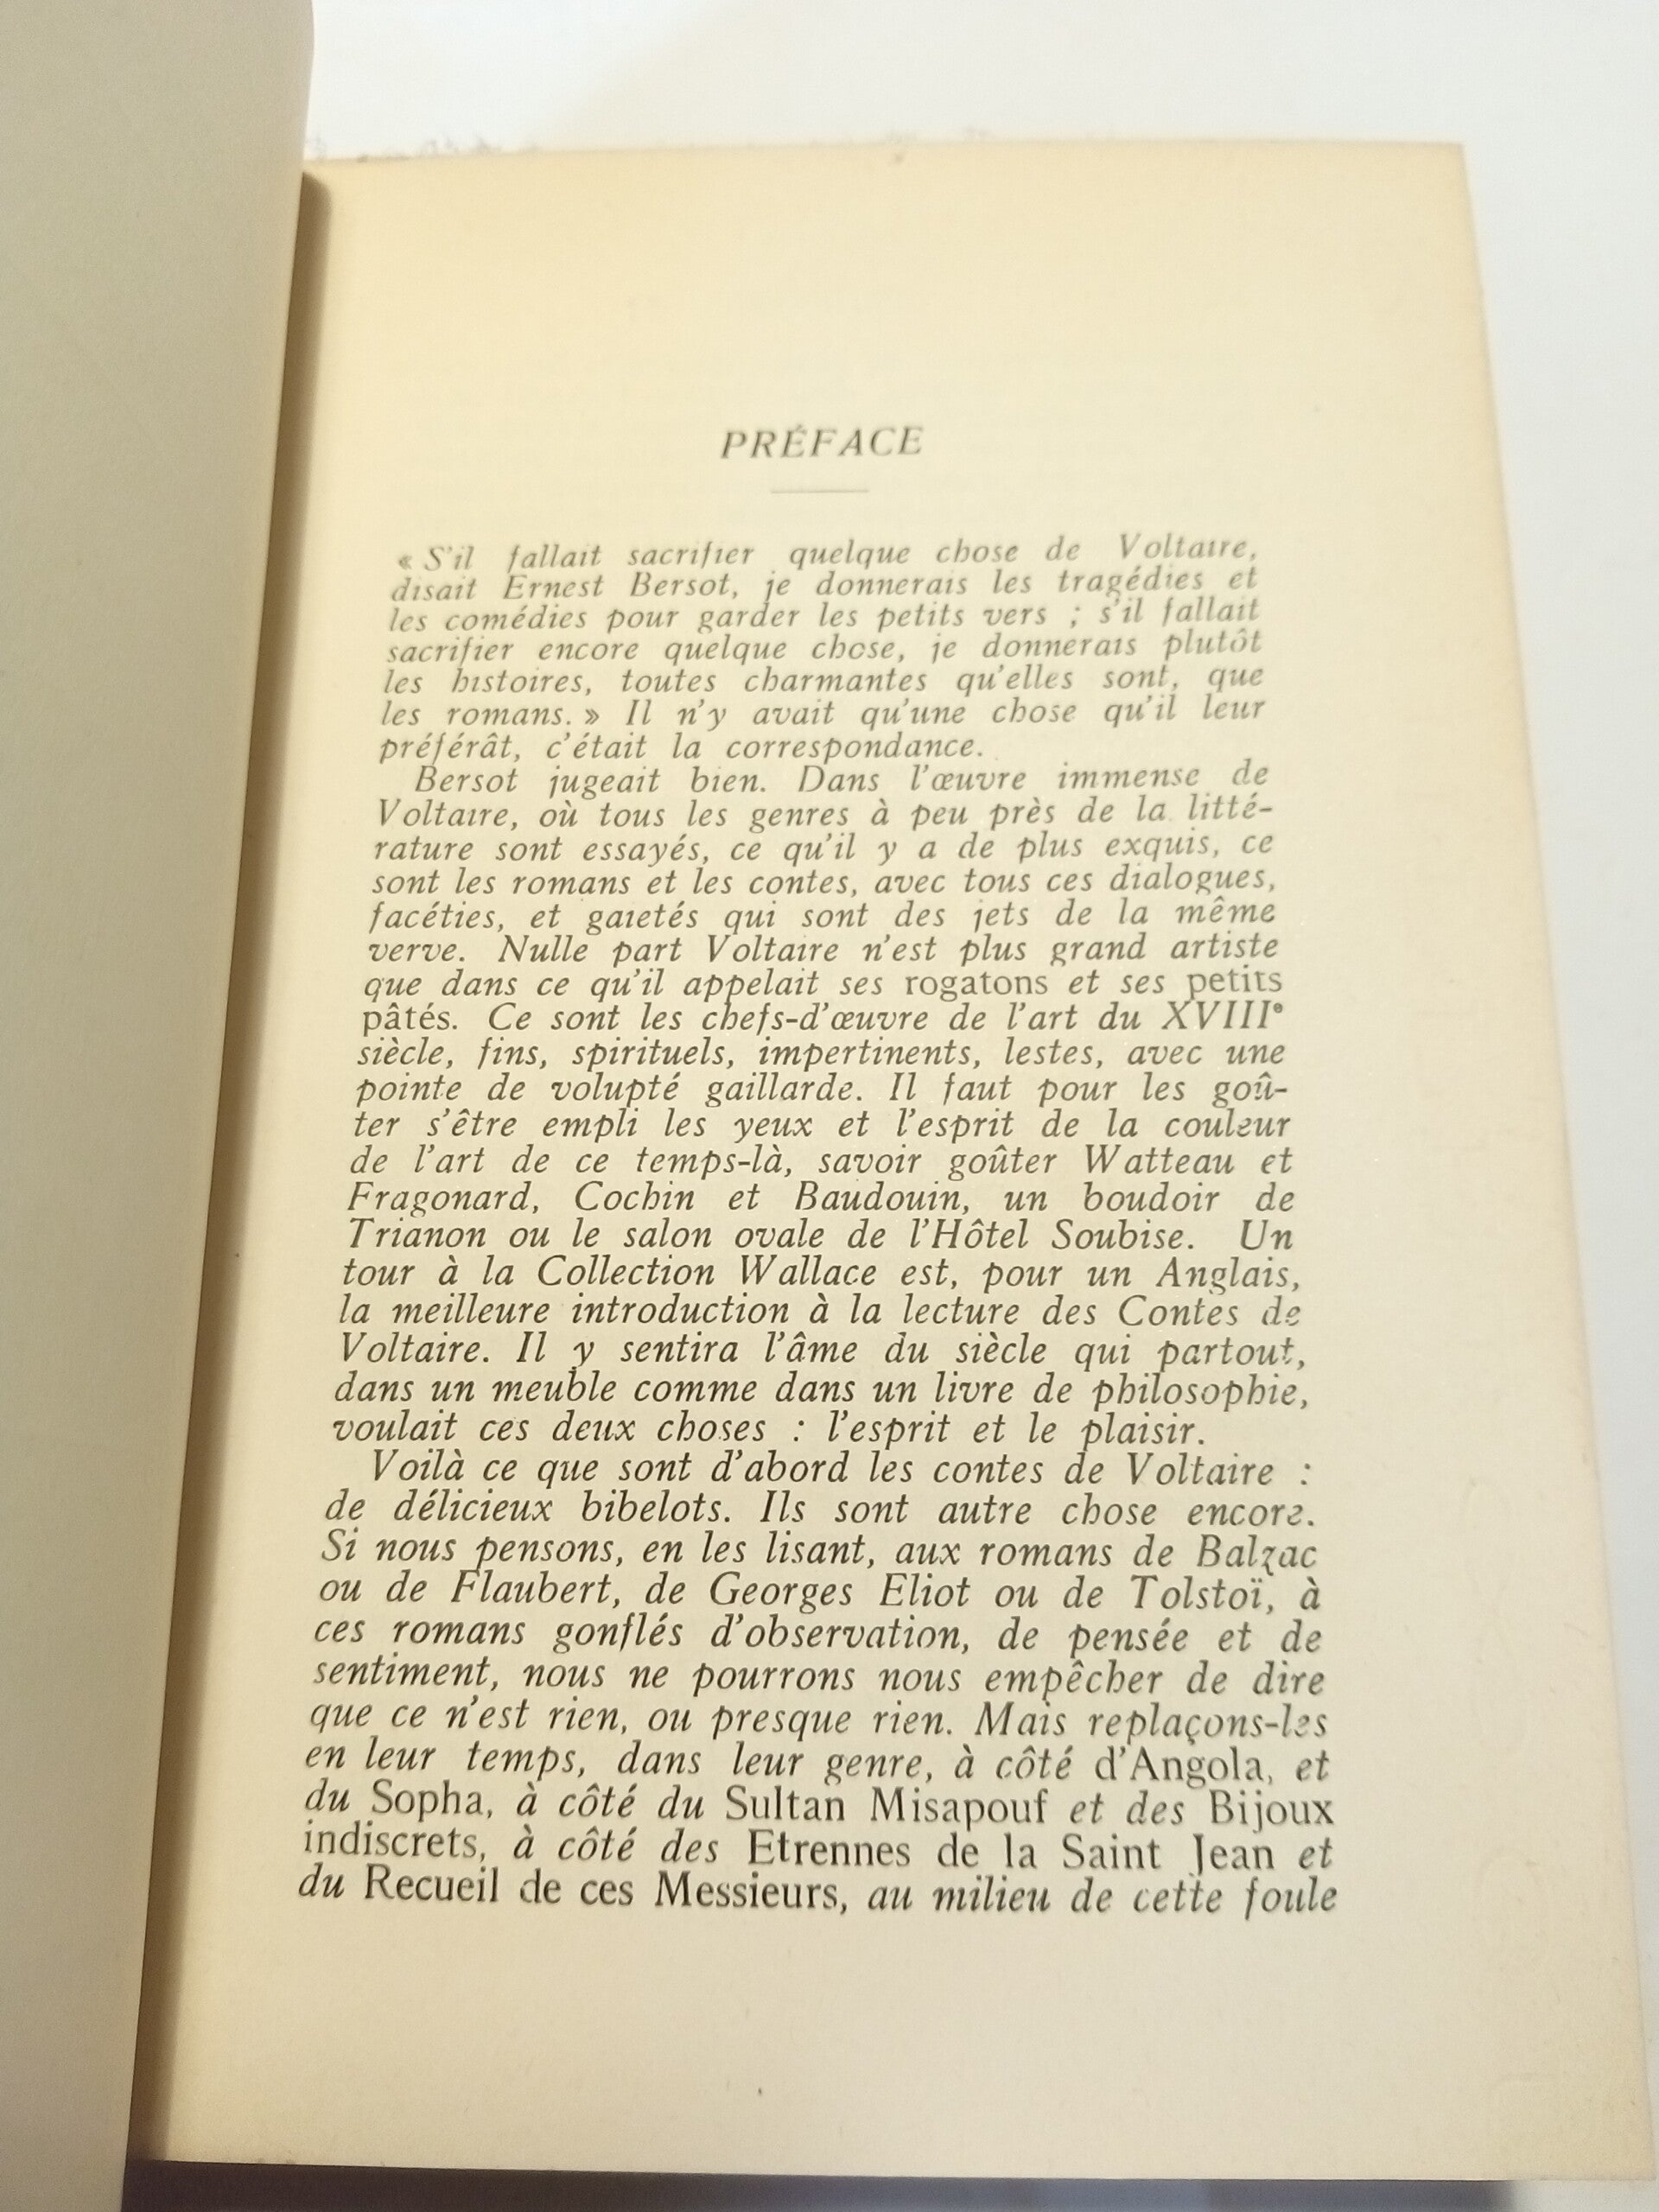 PRÉFACE
« S'il fallait sacrifier quelque chose de Voltaire,
disait Ernest Bersot, je donnerais les tragédies et
les comédies pour garder les petits vers ; s'il fallait
sacrifier encore quelque chose, je donnerais plutôt
les histoires, toutes charmantes qu'elles sont, que
les romans. » Il n'y avait qu'une chose qu'il leur
préférât, c'était la correspondance.
Bersot jugeait bien. Dans l'œuvre immense de
Voltaire, où tous les genres à peu près de la litté-
rature sont essayés, ce qu'il y a de plus exquis, ce
sont les romans et les contes, avec tous ces dialogues,
facéties, et gaietés qui sont des jets de la même
verve. Nulle part Voltaire n'est plus grand artiste
que dans ce qu'il appelait ses rogatons et ses petits
pâtés. Ce sont les chefs-d'œuvre de l'art du XVIIIe
siècle, fins, spirituels, impertinents, lestes, avec une
pointe de volupté gaillarde. Il faut pour les goû-
ter s'être empli les yeux et l'esprit de la couleur
de l'art de ce temps-là, savoir goûter Watteau et
Fragonard, Cochin et Baudouin, un boudoir de
Trianon ou le salon ovale de l'Hôtel Soubise. Un
tour à la Collection Wallace est, pour un Anglais,
la meilleure introduction à la lecture des Contes de
Voltaire. Il y sentira l'âme du siècle qui partout,
dans un meuble comme dans un livre de philosophie,
voulait ces deux choses : l'esprit et le plaisir.
Voilà ce que sont d'abord les contes de Voltaire :
de délicieux bibelots. Ils sont autre chose encore.
Si nous pensons, en les lisant, aux romans de Balzac
ou de Flaubert, de Georges Eliot ou de Tolstoï, à
ces romans gonflés d'observation, de pensée et de
sentiment, nous ne pourrons nous empêcher de dire
que ce n'est rien, ou presque rien. Mais replaçons-les
en leur temps, dans leur genre, à côté d'Angola, et
du Sopha, à côté du Sultan Misapouf et des Bijoux
indiscrets, à côté des Etrennes de la Saint Jean et
du Recueil de ces Messieurs, au milieu de cette foule